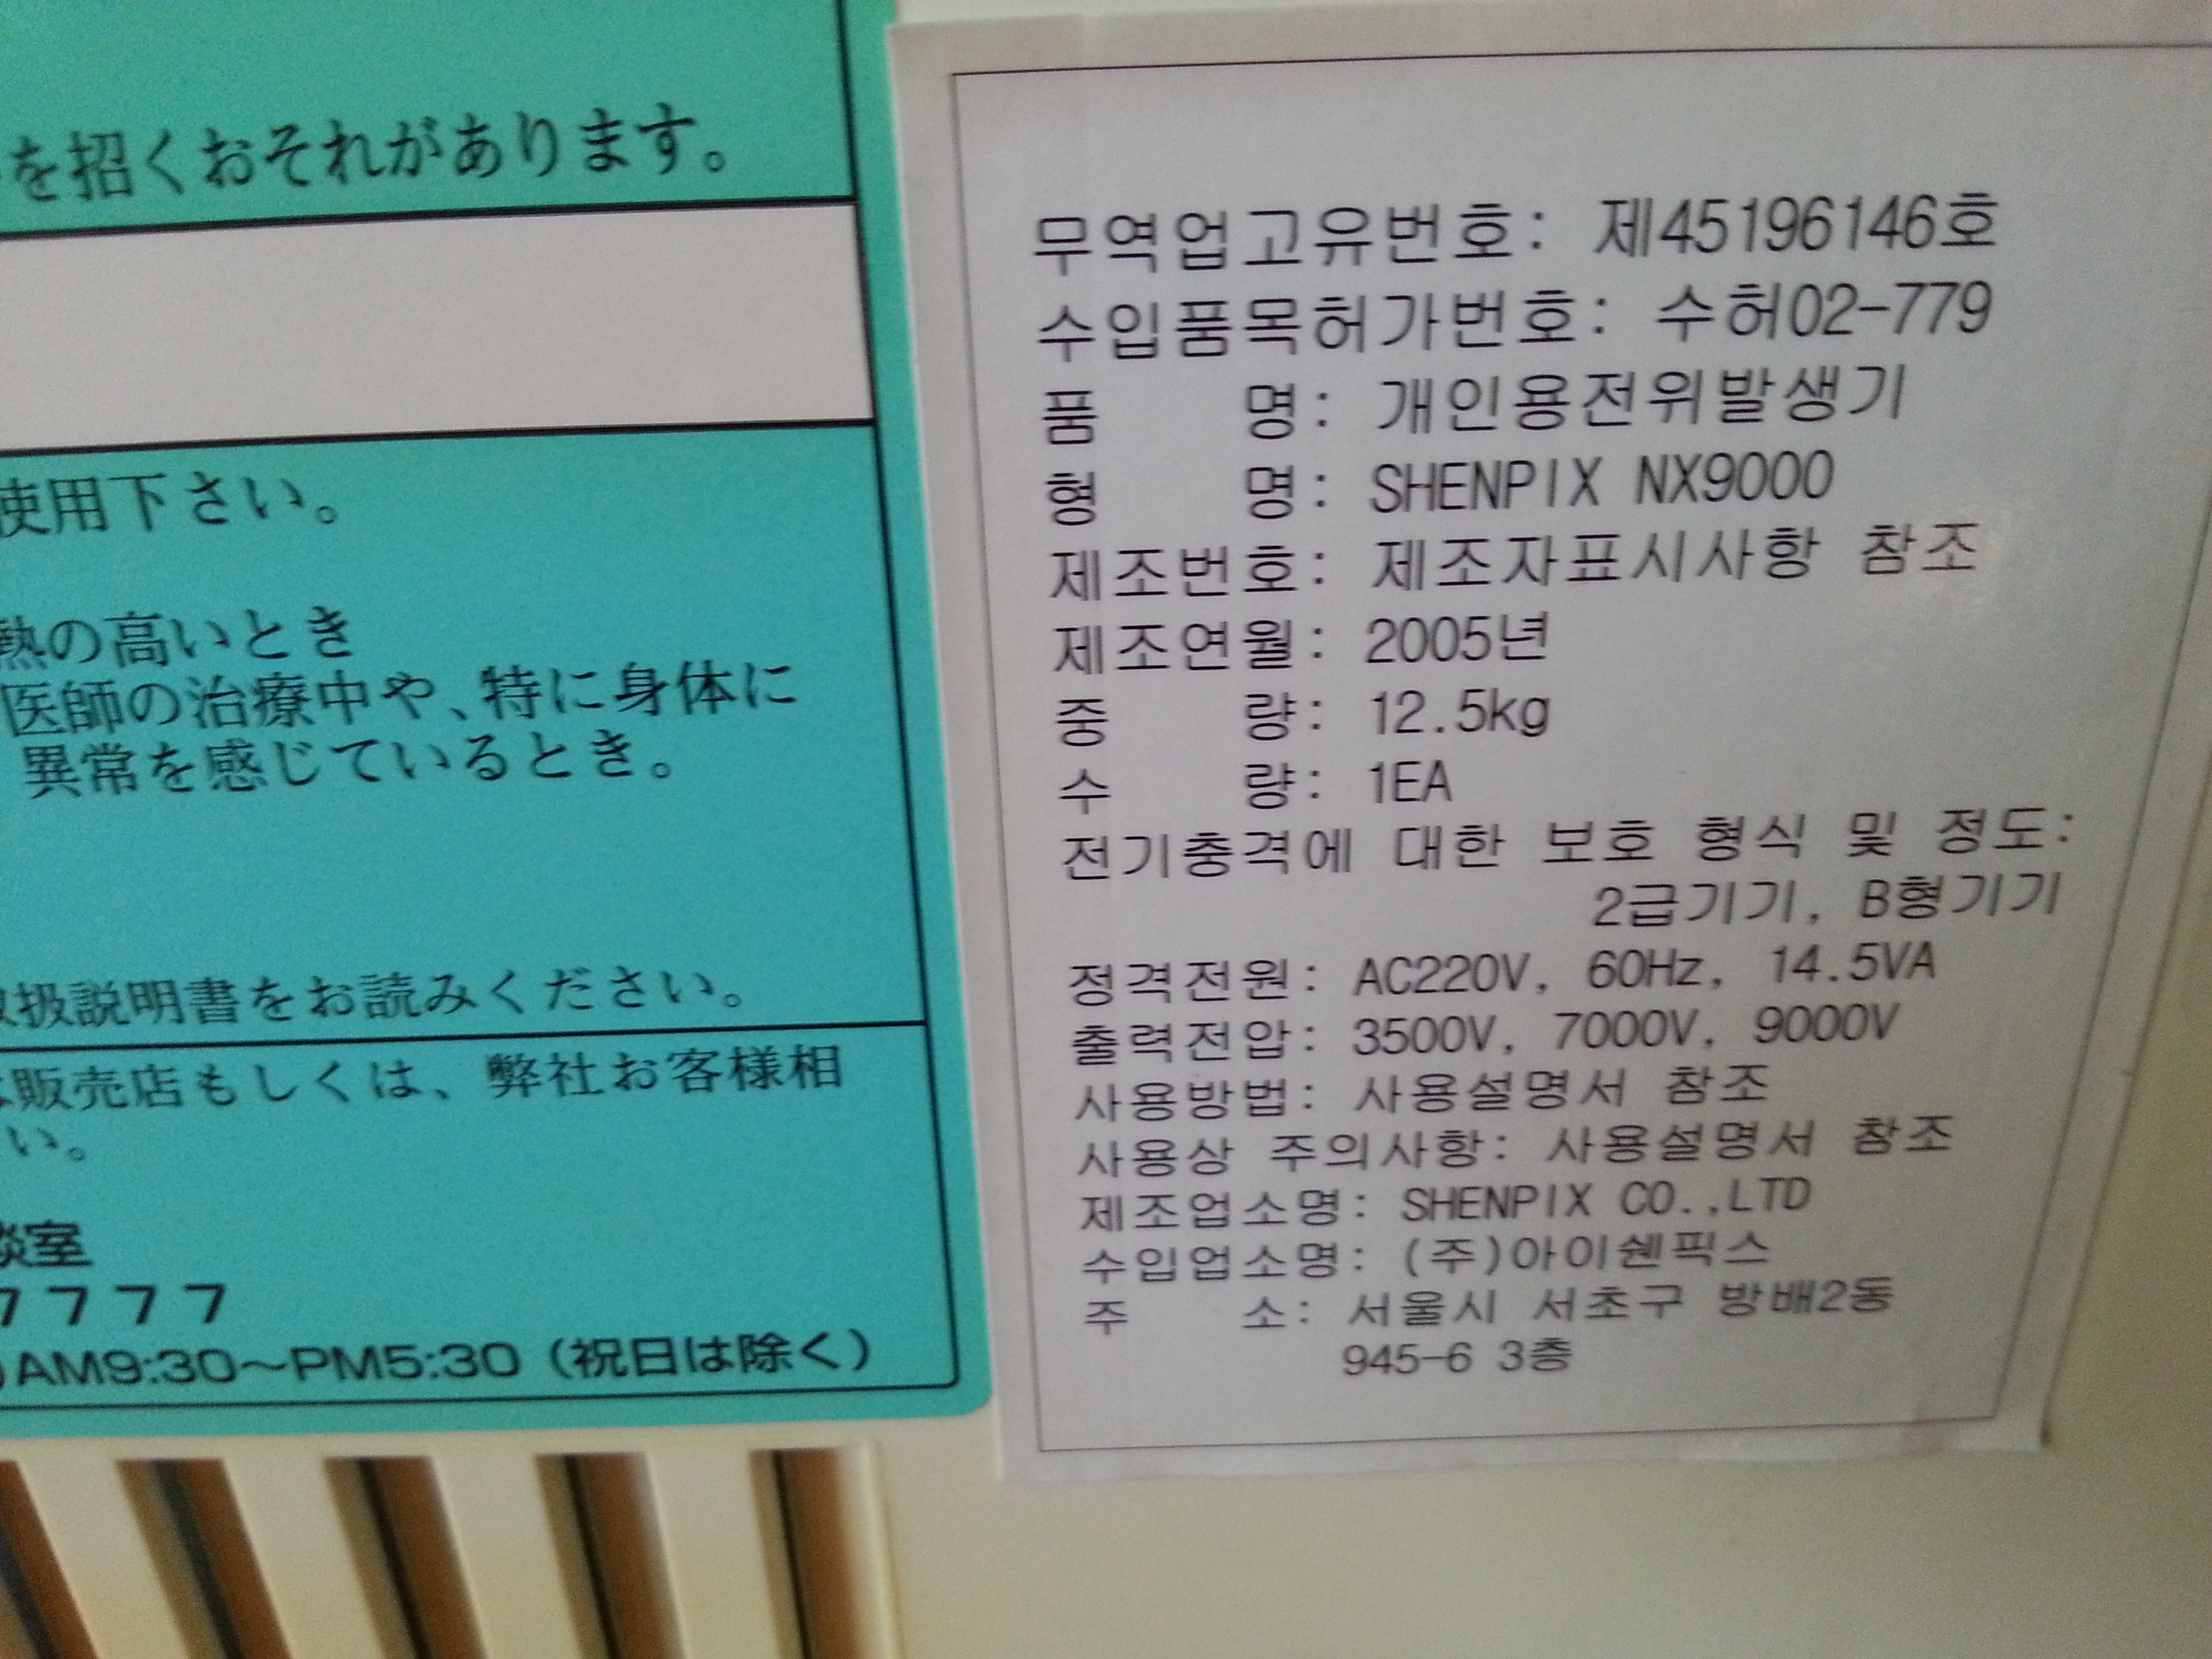 を招くおそれがあります。
使用下さい。
熱の高いとき
医師の治療中や、特に身体に
異常を感じているとき。
取扱説明書をお読みください。
販売店もしくは、弊社お客様相
い。
談室
7777
)AM9:30～PM5:30（祝日は除く）
무역업고유번호: 제45196146호
수입품목허가번호: 수허02-779
품 명: 개인용전위발생기
형 명: SHENPIX NX9000
제조번호: 제조자표시사항 참조
제조연월: 2005년
중 량: 12.5kg
수 량: 1EA
전기충격에 대한 보호 형식 및 정도:
2급기기, B형기기
정격전원: AC220V, 60Hz, 14.5VA
출력전압: 3500V, 7000V, 9000V
사용방법: 사용설명서 참조
사용상 주의사항: 사용설명서 참조
제조업소명: SHENPIX CO.,LTD
수입업소명: (주)아이쉔픽스
주 소: 서울시 서초구 방배2동
945-6 3층